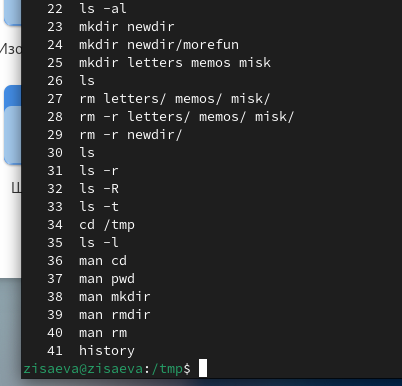 22 ls -al
23 mkdir newdir
24 mkdir newdir/morefun
25 mkdir letters memos misk
26 ls
27 rm letters/ memos/ misk/
28 rm -r letters/ memos/ misk/
29 rm -r newdir/
30 ls
31 ls -r
32 ls -R
33 ls -t
34 cd /tmp
35 ls -l
36 man cd
37 man pwd
38 man mkdir
39 man rmdir
40 man rm
41 history
zisaeva@zisaeva:/tmp$